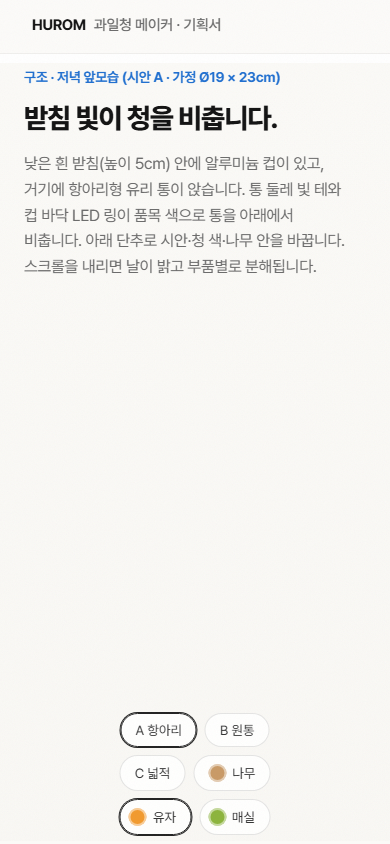 HUROM 과일청 메이커 · 기획서
구조 · 저녁 앞모습 (시안 A · 가정 Ø19 × 23cm)
받침 빛이 청을 비춥니다.
낮은 흰 받침(높이 5cm) 안에 알루미늄 컵이 있고,
거기에 항아리형 유리 통이 앉습니다. 통 둘레 빛 테와
컵 바닥 LED 링이 품목 색으로 통을 아래에서
비춥니다. 아래 단추로 시안·청 색·나무 안을 바꿉니다.
스크롤을 내리면 날이 밝고 부품별로 분해됩니다.
A 항아리 B 원통
C 넓적 나무
유자 매실